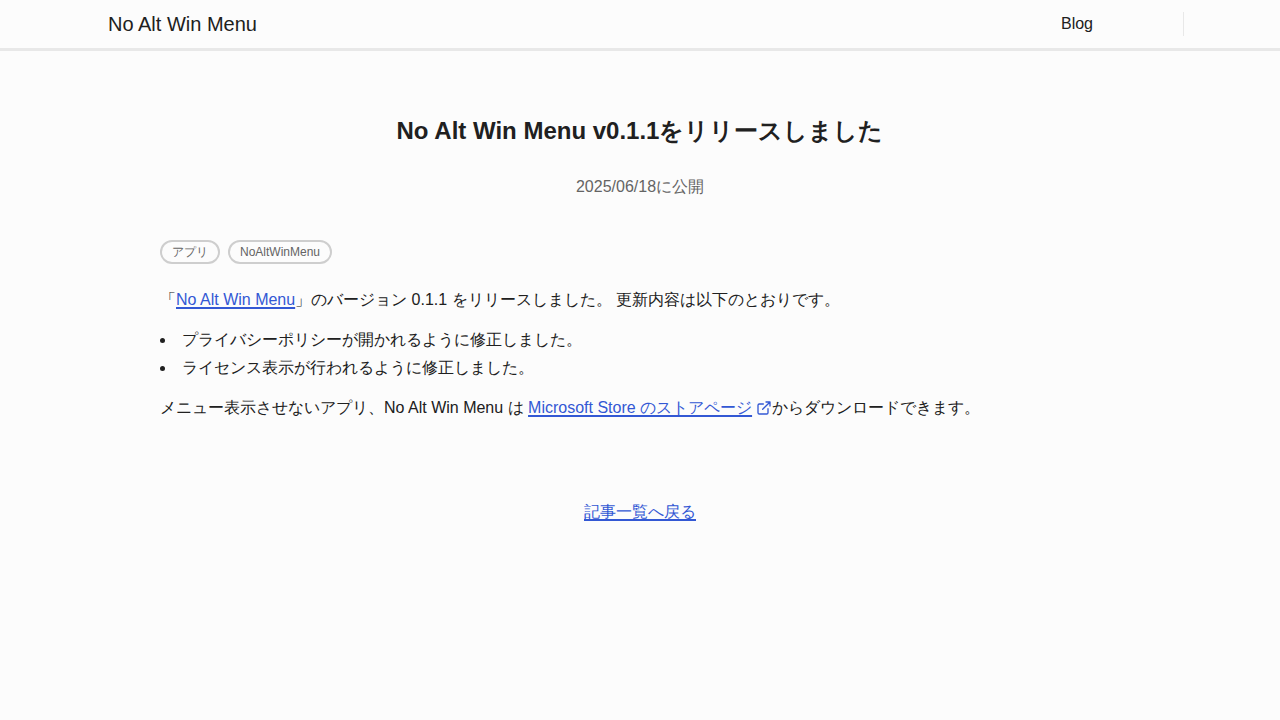 No Alt Win Menu
Blog
No Alt Win Menu v0.1.1をリリースしました
2025/06/18に公開
アプリ
NoAltWinMenu
「No Alt Win Menu」のバージョン 0.1.1 をリリースしました。 更新内容は以下のとおりです。
プライバシーポリシーが開かれるように修正しました。
ライセンス表示が行われるように修正しました。
メニュー表示させないアプリ、No Alt Win Menu は Microsoft Store のストアページからダウンロードできます。
記事一覧へ戻る